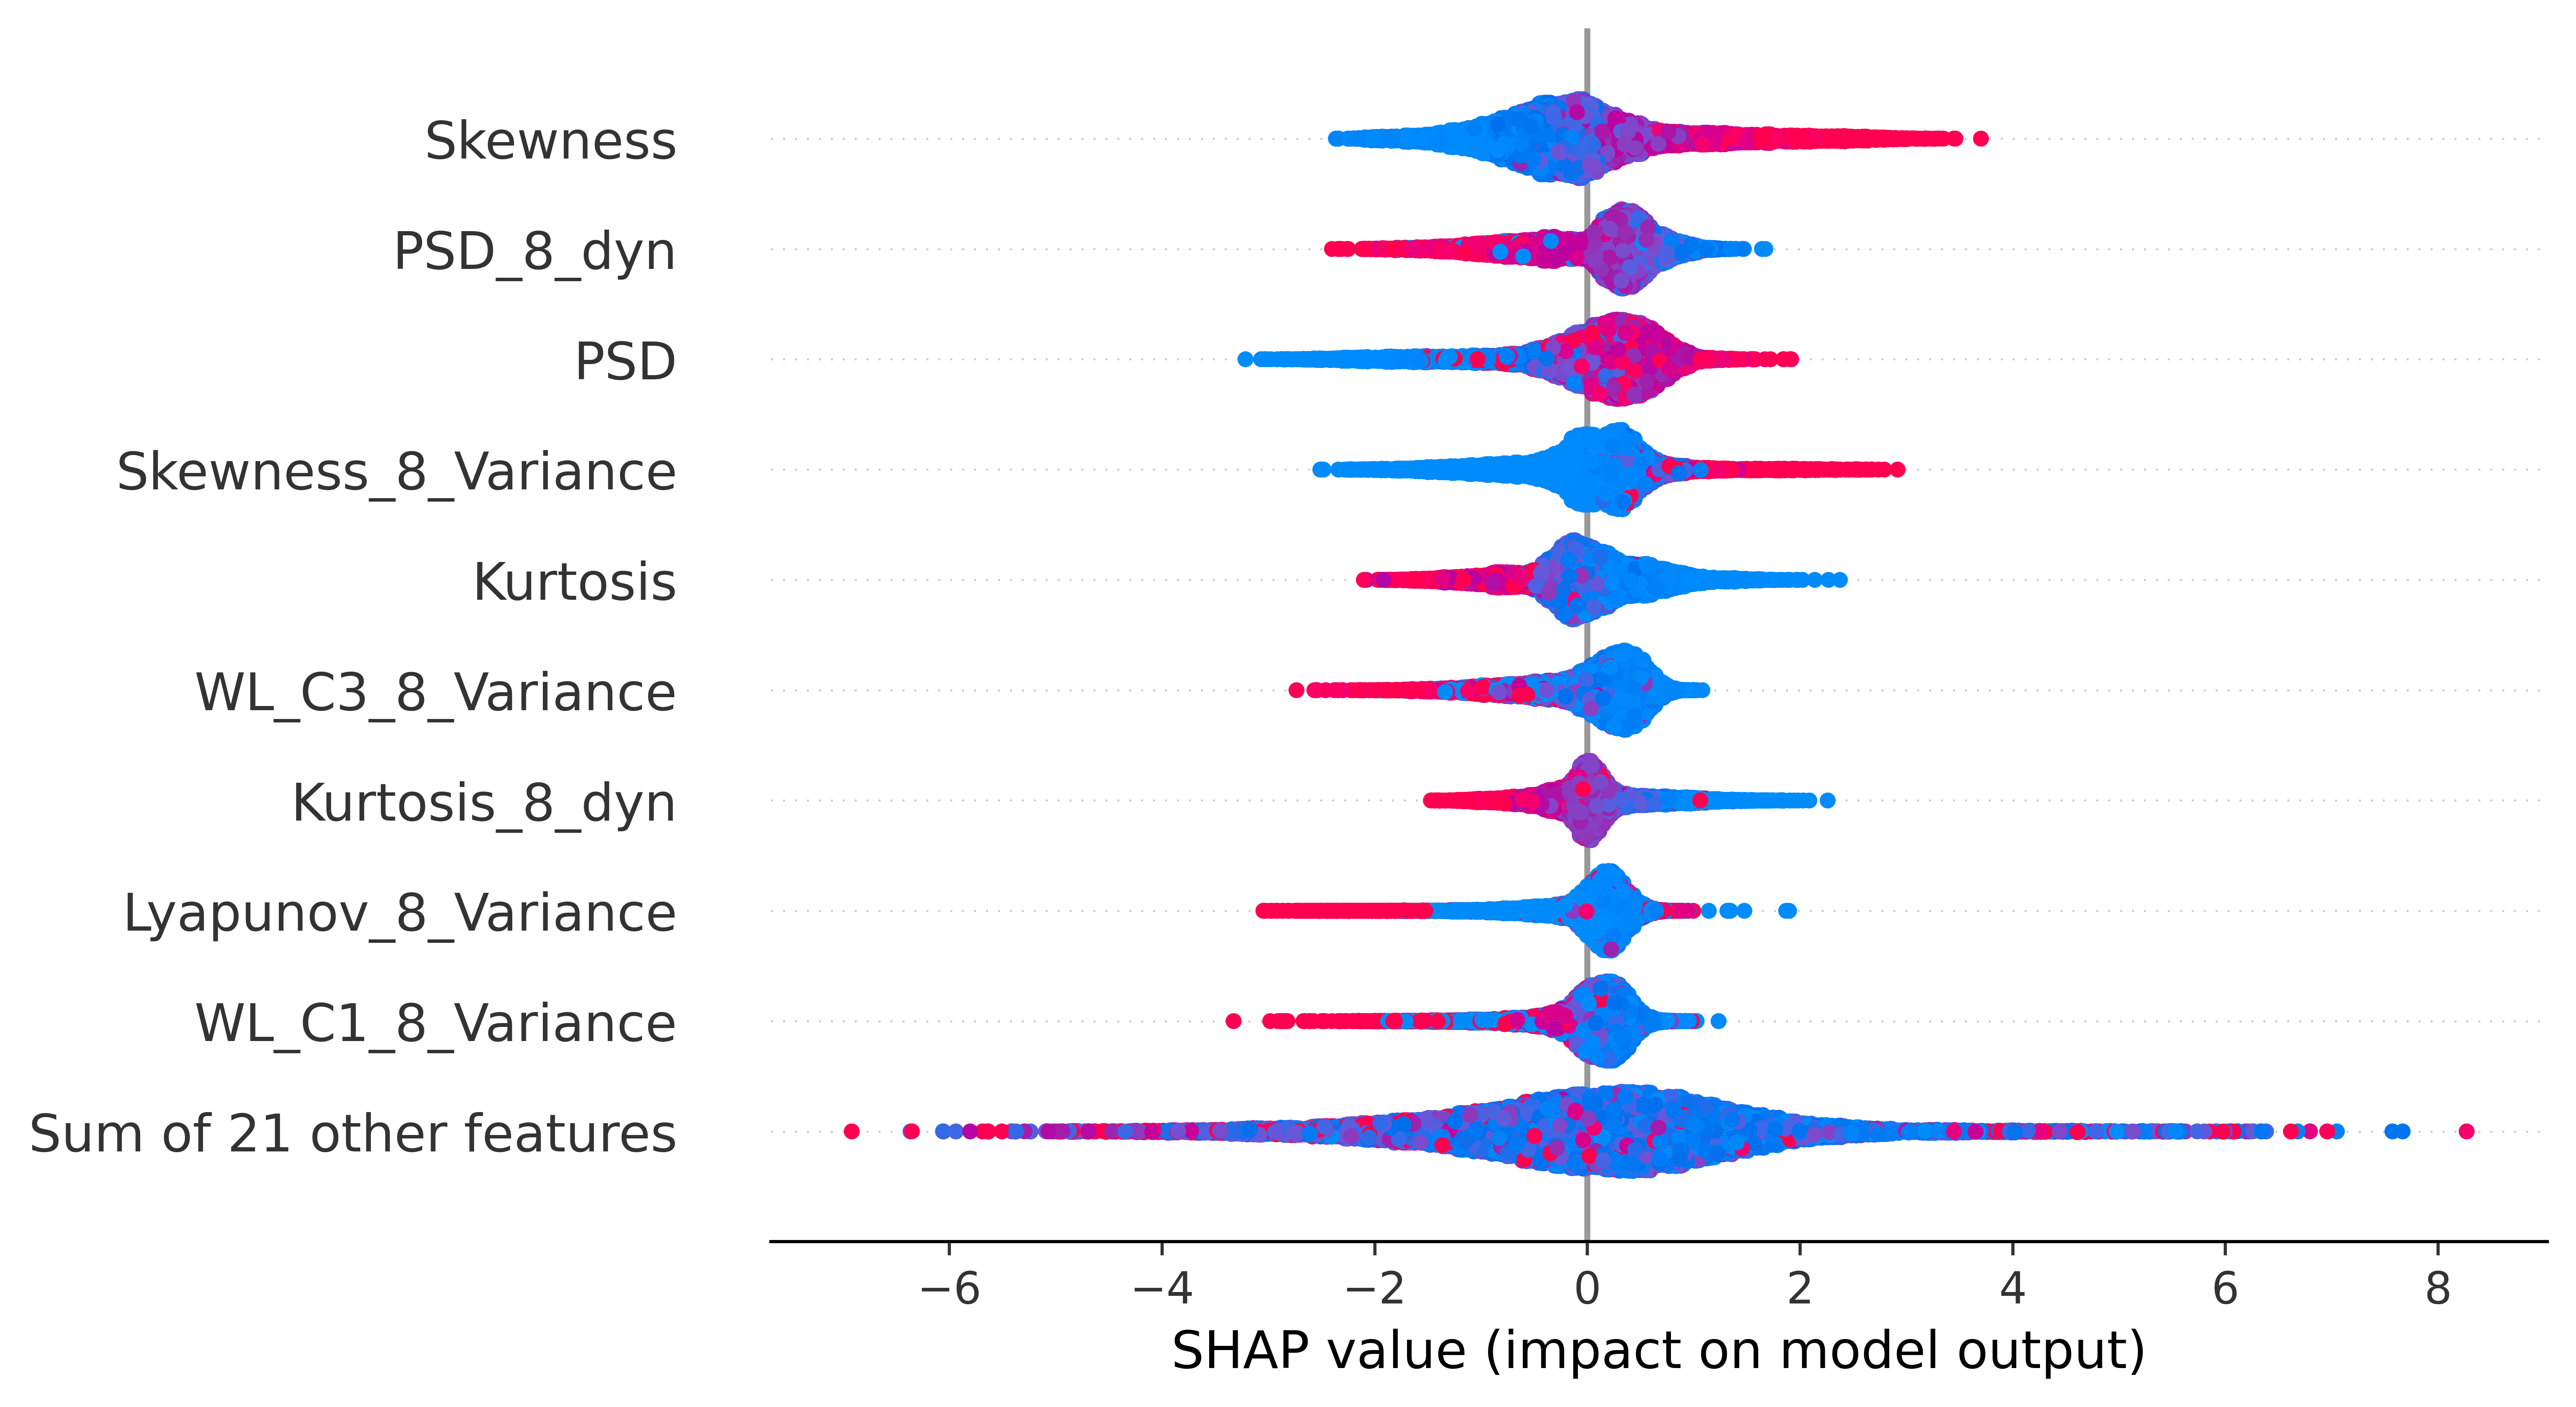 Skewness
PSD_8_dyn
PSD
Skewness_8_Variance
Kurtosis
WL_C3_8_Variance
Kurtosis_8_dyn
Lyapunov_8_Variance
WL_C1_8_Variance
Sum of 21 other features
−6 −4 −2 0 2 4 6 8
SHAP value (impact on model output)